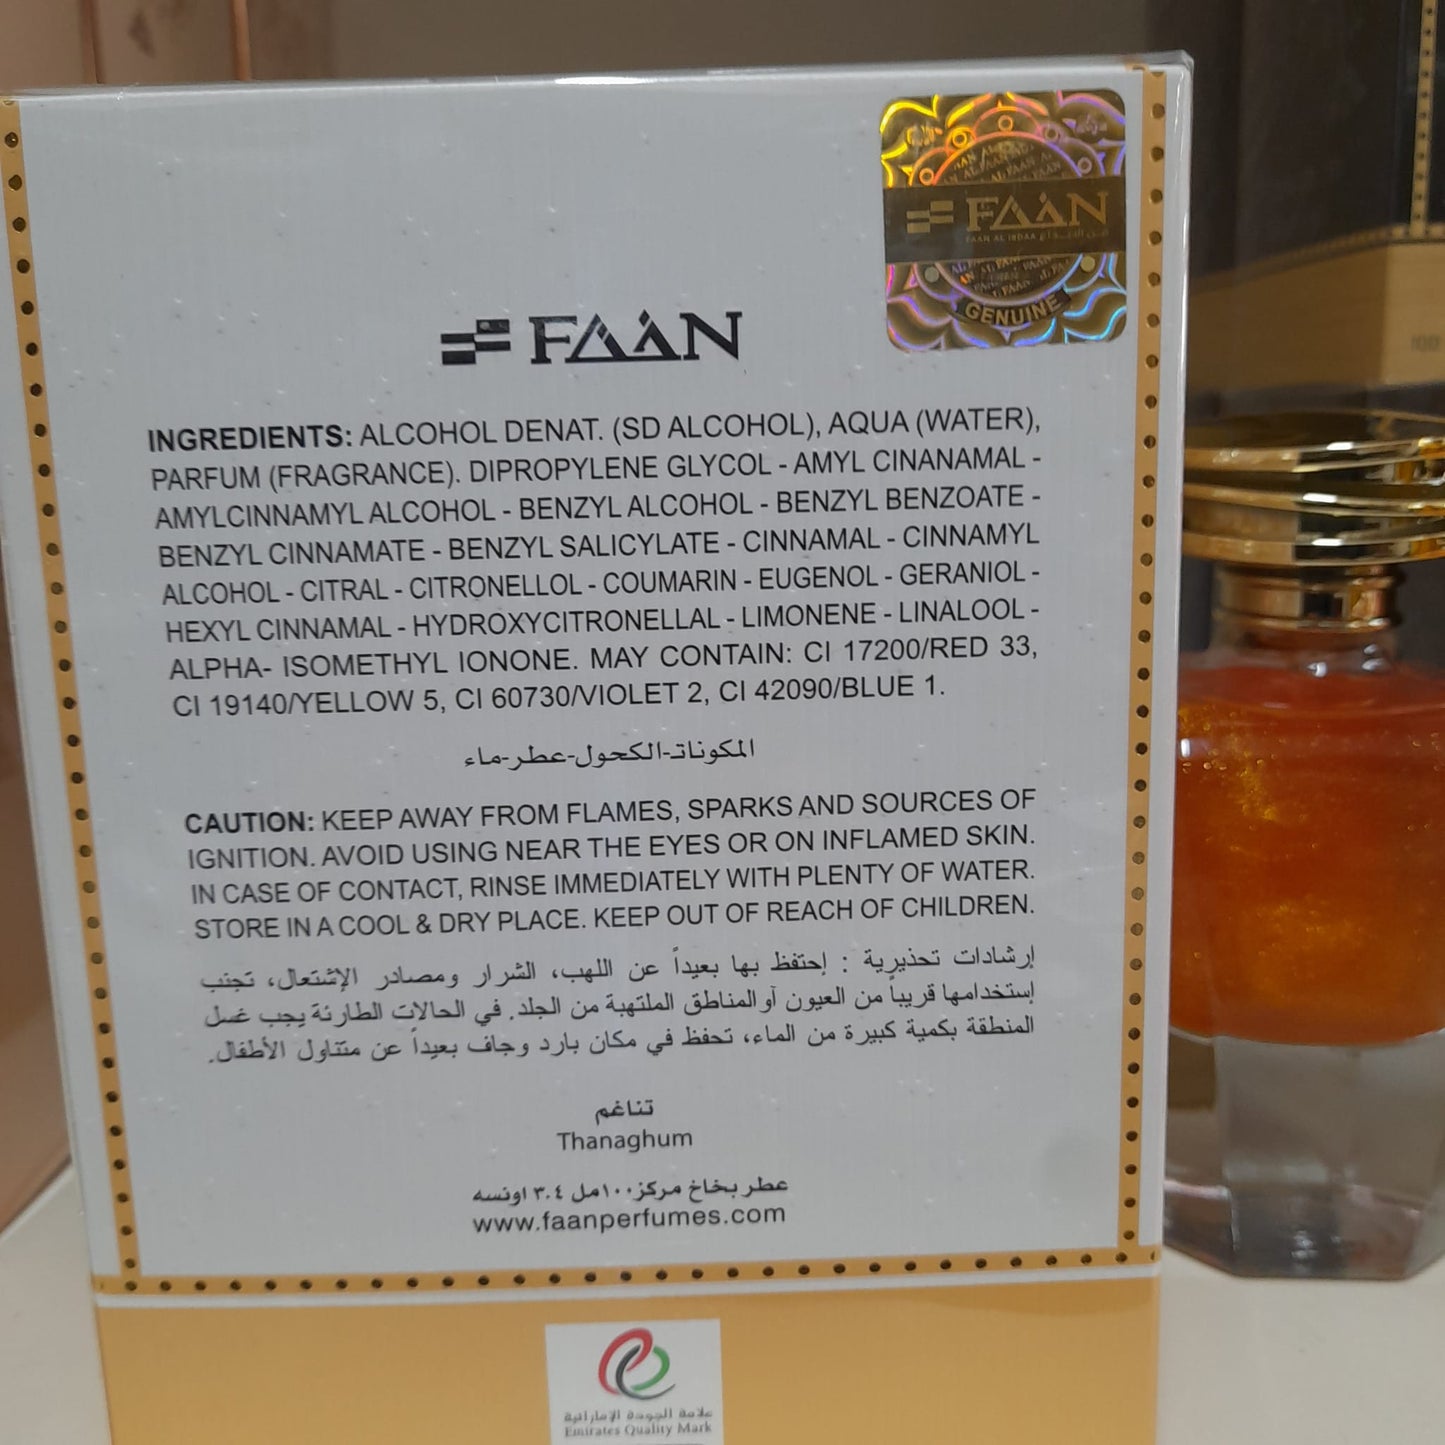 FAAN
FAAN AL IBDAA
GENUINE
FAAN
INGREDIENTS: ALCOHOL DENAT. (SD ALCOHOL), AQUA (WATER),
PARFUM (FRAGRANCE). DIPROPYLENE GLYCOL - AMYL CINANAMAL -
AMYLCINNAMYL ALCOHOL - BENZYL ALCOHOL - BENZYL BENZOATE -
BENZYL CINNAMATE - BENZYL SALICYLATE - CINNAMAL - CINNAMYL
ALCOHOL - CITRAL - CITRONELLOL - COUMARIN - EUGENOL - GERANIOL -
HEXYL CINNAMAL - HYDROXYCITRONELLAL - LIMONENE - LINALOOL -
ALPHA- ISOMETHYL IONONE. MAY CONTAIN: CI 17200/RED 33,
CI 19140/YELLOW 5, CI 60730/VIOLET 2, CI 42090/BLUE 1.
المكونات-الكحول-عطر-ماء
CAUTION: KEEP AWAY FROM FLAMES, SPARKS AND SOURCES OF
IGNITION. AVOID USING NEAR THE EYES OR ON INFLAMED SKIN.
IN CASE OF CONTACT, RINSE IMMEDIATELY WITH PLENTY OF WATER.
STORE IN A COOL & DRY PLACE. KEEP OUT OF REACH OF CHILDREN.
إرشادات تحذيرية : إحتفظ بها بعيداً عن اللهب، الشرار ومصادر الإشتعال، تجنب
إستخدامها قريباً من العيون أوالمناطق الملتهبة من الجلد. في الحالات الطارئة يجب غسل
المنطقة بكمية كبيرة من الماء، تحفظ في مكان بارد وجاف بعيداً عن متناول الأطفال.
تناغم
Thanaghum
عطر بخاخ مركز ١٠٠مل ٣.٤ اونسه
www.faanperfumes.com
علامة الجودة الإماراتية
Emirates Quality Mark
100